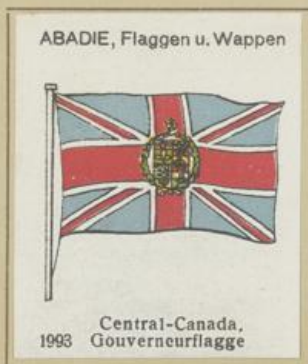 ABADIE, Flaggen u. Wappen
Central-Canada,
1993 Gouverneurflagge